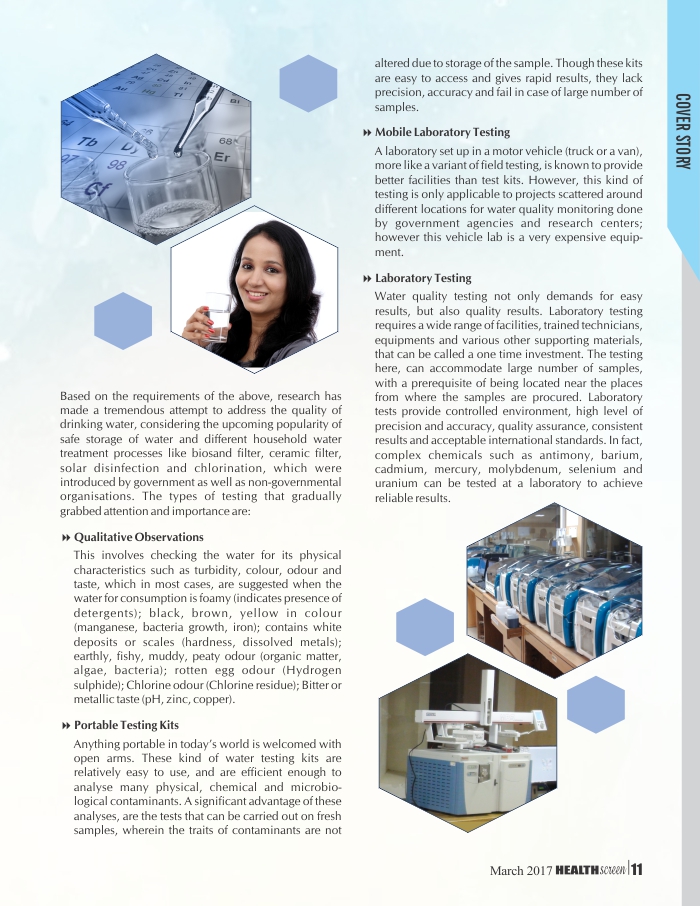 Based on the requirements of the above, research has
made a tremendous attempt to address the quality of
drinking water, considering the upcoming popularity of
safe storage of water and different household water
treatment processes like biosand filter, ceramic filter,
solar disinfection and chlorination, which were
introduced by government as well as non-governmental
organisations. The types of testing that gradually
grabbed attention and importance are:
Qualitative Observations
This involves checking the water for its physical
characteristics such as turbidity, colour, odour and
taste, which in most cases, are suggested when the
water for consumption is foamy (indicates presence of
detergents); black, brown, yellow in colour
(manganese, bacteria growth, iron); contains white
deposits or scales (hardness, dissolved metals);
earthly, fishy, muddy, peaty odour (organic matter,
algae, bacteria); rotten egg odour (Hydrogen
sulphide); Chlorine odour (Chlorine residue); Bitter or
metallic taste (pH, zinc, copper).
Portable Testing Kits
Anything portable in today's world is welcomed with
open arms. These kind of water testing kits are
relatively easy to use, and are efficient enough to
analyse many physical, chemical and microbio-
logical contaminants. A significant advantage of these
analyses, are the tests that can be carried out on fresh
samples, wherein the traits of contaminants are not
altered due to storage of the sample. Though these kits
are easy to access and gives rapid results, they lack
precision, accuracy and fail in case of large number of
samples.
Mobile Laboratory Testing
A laboratory set up in a motor vehicle (truck or a van),
more like a variant of field testing, is known to provide
better facilities than test kits. However, this kind of
testing is only applicable to projects scattered around
different locations for water quality monitoring done
by government agencies and research centers;
however this vehicle lab is a very expensive equip-
ment.
Laboratory Testing
Water quality testing not only demands for easy
results, but also quality results. Laboratory testing
requires a wide range of facilities, trained technicians,
equipments and various other supporting materials,
that can be called a one time investment. The testing
here, can accommodate large number of samples,
with a prerequisite of being located near the places
from where the samples are procured. Laboratory
tests provide controlled environment, high level of
precision and accuracy, quality assurance, consistent
results and acceptable international standards. In fact,
complex chemicals such as antimony, barium,
cadmium, mercury, molybdenum, selenium and
uranium can be tested at a laboratory to achieve
reliable results.
COVER STORY
Tb
Dy
68
Er
97
98
Cf
Bi
March 2017 HEALTHscreen 11